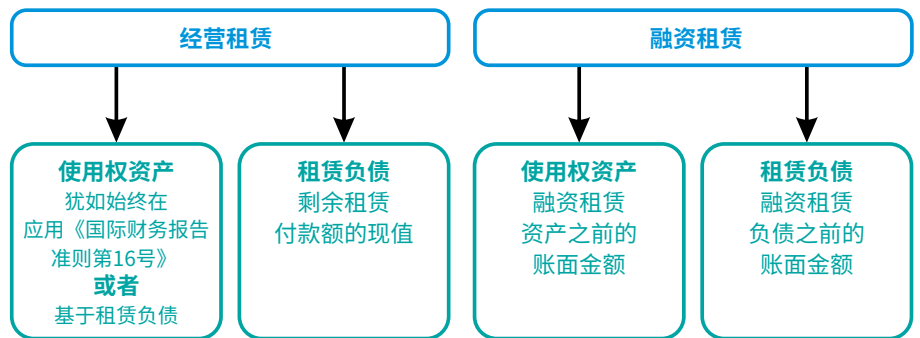 经营租赁
融资租赁
使用权资产
犹如始终在
应用《国际财务报告
准则第16号》
或者
基于租赁负债
租赁负债
剩余租赁
付款额的现值
使用权资产
融资租赁
资产之前的
账面金额
租赁负债
融资租赁
负债之前的
账面金额